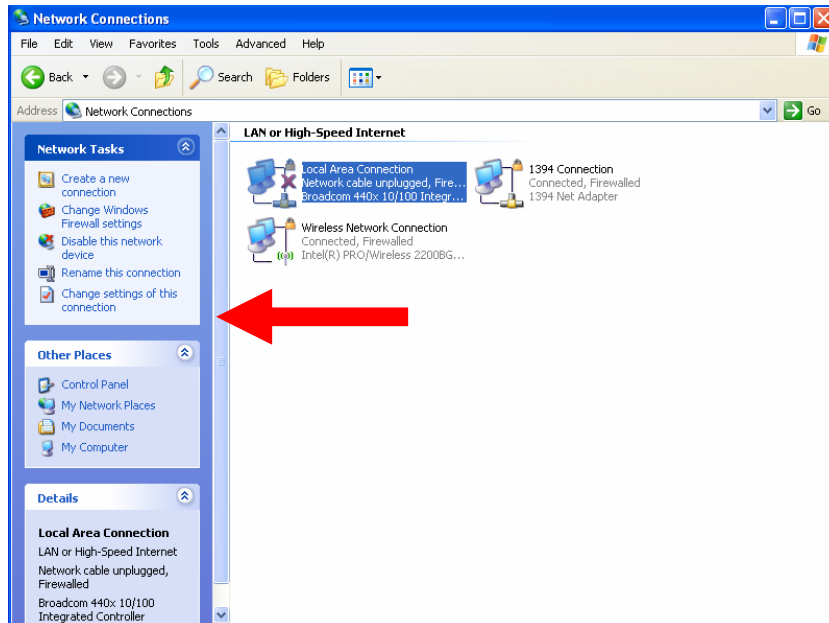 Network Connections
File Edit View Favorites Tools Advanced Help
Back Search Folders
Address Network Connections Go
Network Tasks
Create a new
connection
Change Windows
Firewall settings
Disable this network
device
Rename this connection
Change settings of this
connection
Other Places
Control Panel
My Network Places
My Documents
My Computer
Details
Local Area Connection
LAN or High-Speed Internet
Network cable unplugged,
Firewalled
Broadcom 440x 10/100
Integrated Controller
LAN or High-Speed Internet
Local Area Connection
Network cable unplugged, Fire...
Broadcom 440x 10/100 Integr...
1394 Connection
Connected, Firewalled
1394 Net Adapter
Wireless Network Connection
Connected, Firewalled
Intel(R) PRO/Wireless 2200BG...